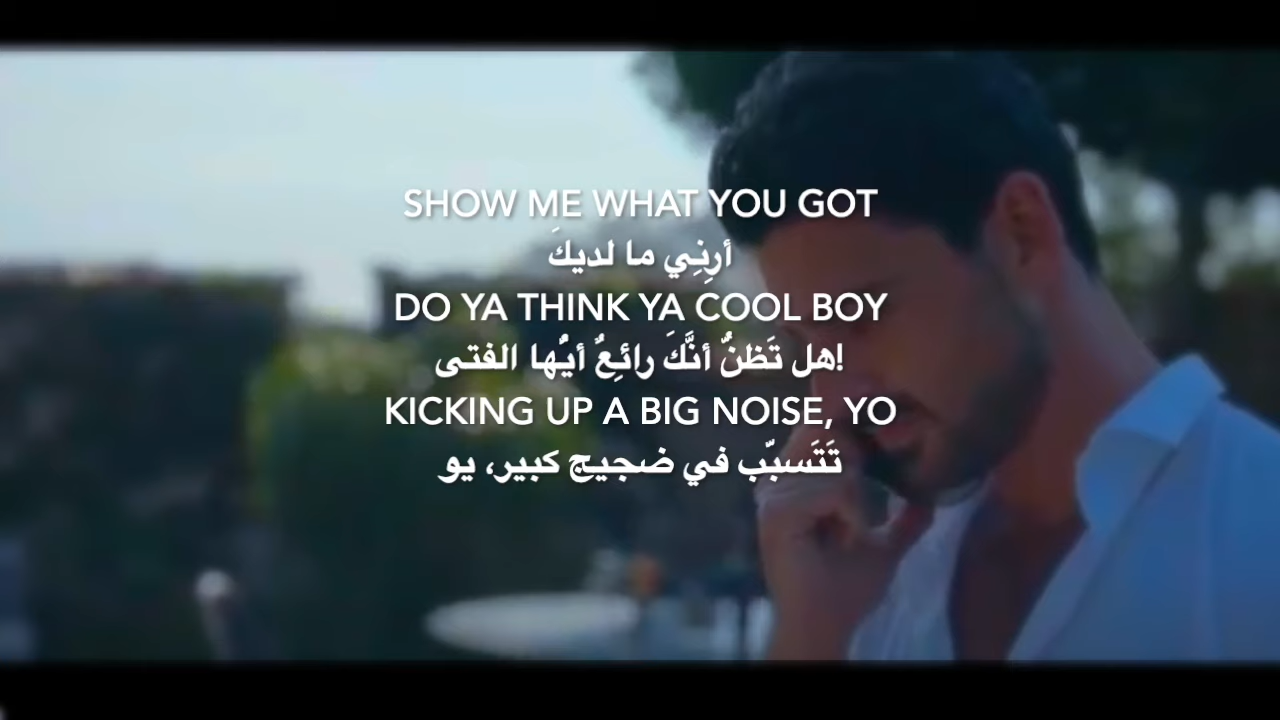 SHOW ME WHAT YOU GOT
أرِنِي ما لديكَ
DO YA THINK YA COOL BOY
هل تَظنٌ أنَّكَ رائِعٌ أيٌها الفتى!
KICKING UP A BIG NOISE, YO
تَتَسبّب في ضجيج كبير، يو